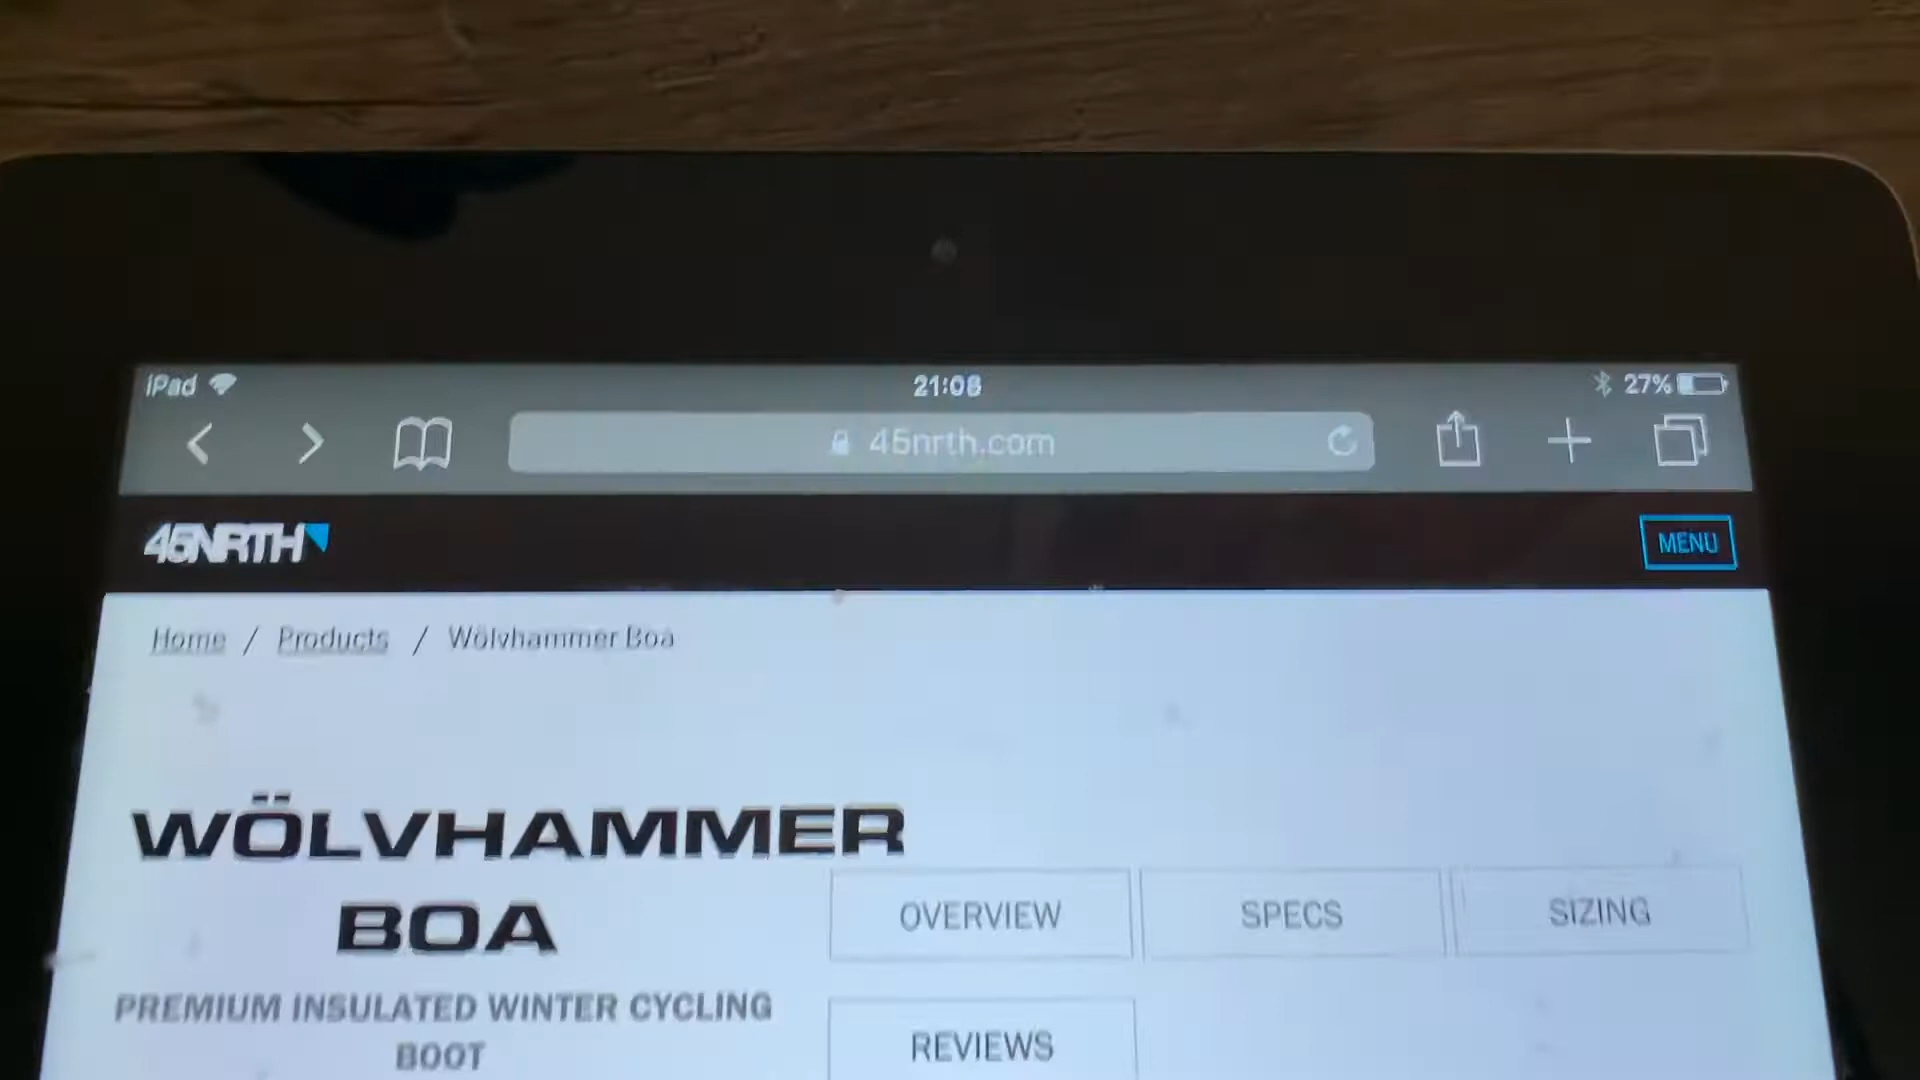 iPad 21:08 27%
45nrth.com
45NRTH MENU
Home / Products / Wölvhammer Boa
WÖLVHAMMER
BOA
OVERVIEW SPECS SIZING
PREMIUM INSULATED WINTER CYCLING
BOOT
REVIEWS